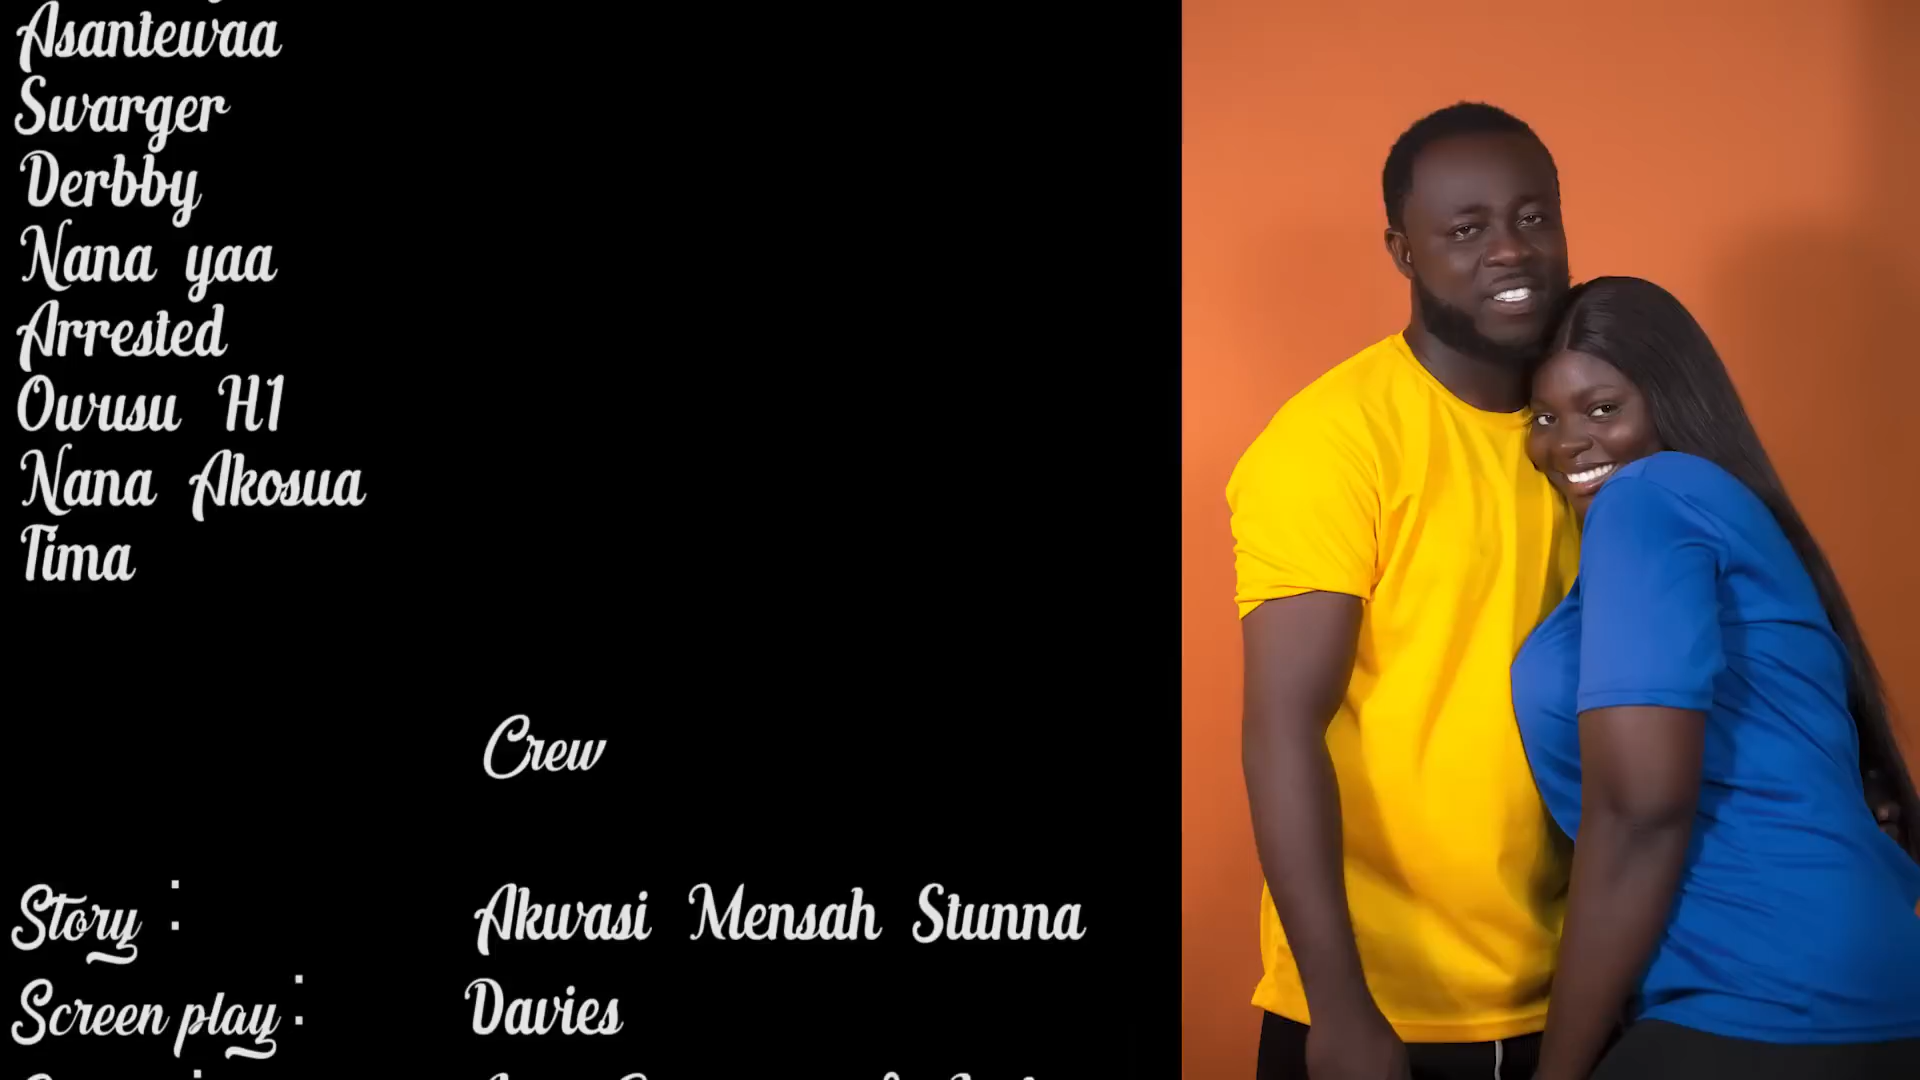 Asantewaa
Swarger
Derbby
Nana yaa
Arrested
Owusu H1
Nana Akosua
Tima
Crew
Story : Akwasi Mensah Stunna
Screen play : Davies